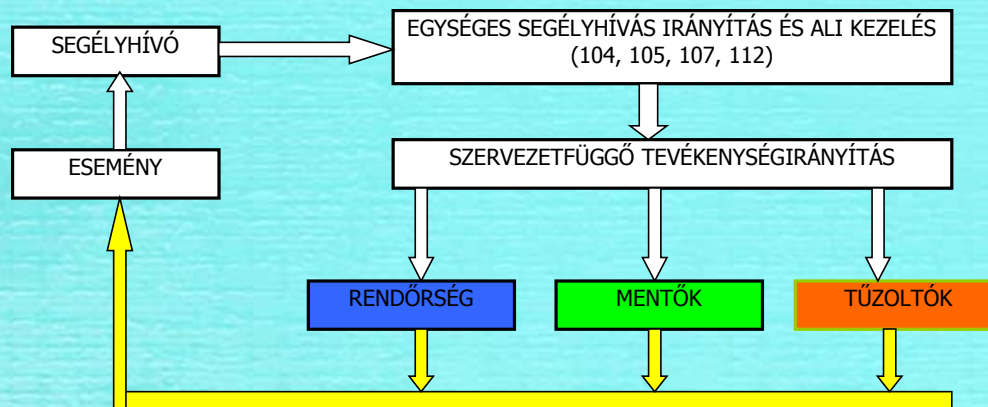 SEGÉLYHÍVÓ
EGYSÉGES SEGÉLYHÍVÁS IRÁNYÍTÁS ÉS ALI KEZELÉS
(104, 105, 107, 112)
ESEMÉNY
SZERVEZETFÜGGŐ TEVÉKENYSÉGIRÁNYÍTÁS
RENDŐRSÉG
MENTŐK
TŰZOLTÓK